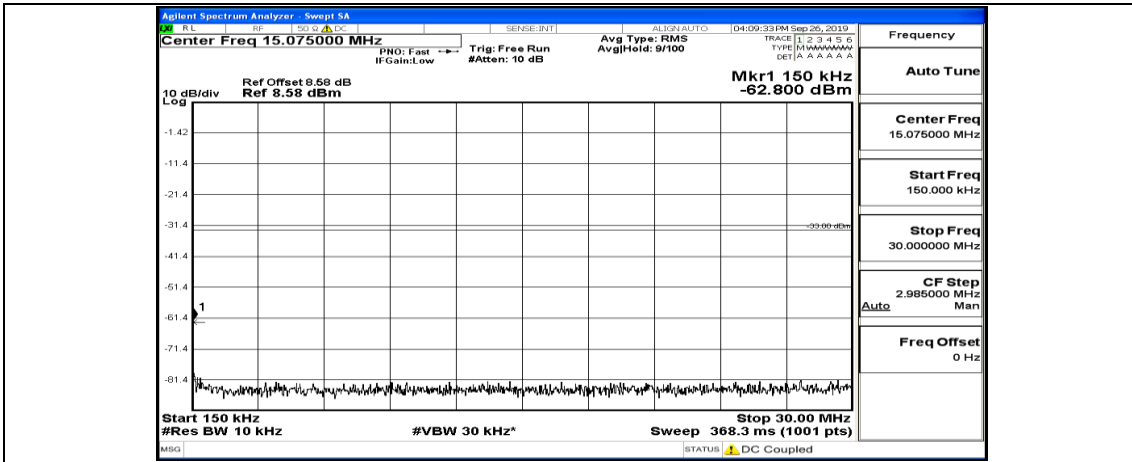 Agilent Spectrum Analyzer - Swept SA
LXI RL RF 50 Ω DC SENSE:INT ALIGN AUTO 04:09:33 PM Sep 26, 2019
Center Freq 15.075000 MHz
PNO: Fast
IFGain:Low
Trig: Free Run
#Atten: 10 dB
Avg Type: RMS
Avg|Hold: 9/100
TRACE 1 2 3 4 5 6
TYPE M WWWWW
DET A A A A A A
Ref Offset 8.58 dB
Ref 8.58 dBm
10 dB/div
Log
Mkr1 150 kHz
-62.800 dBm
-1.42
-11.4
-21.4
-31.4
-33.00 dBm
-41.4
-51.4
1
-61.4
-71.4
-81.4
Start 150 kHz
Stop 30.00 MHz
#Res BW 10 kHz
#VBW 30 kHz*
Sweep 368.3 ms (1001 pts)
MSG
STATUS
DC Coupled
Frequency
Auto Tune
Center Freq
15.075000 MHz
Start Freq
150.000 kHz
Stop Freq
30.000000 MHz
CF Step
2.985000 MHz
Auto Man
Freq Offset
0 Hz